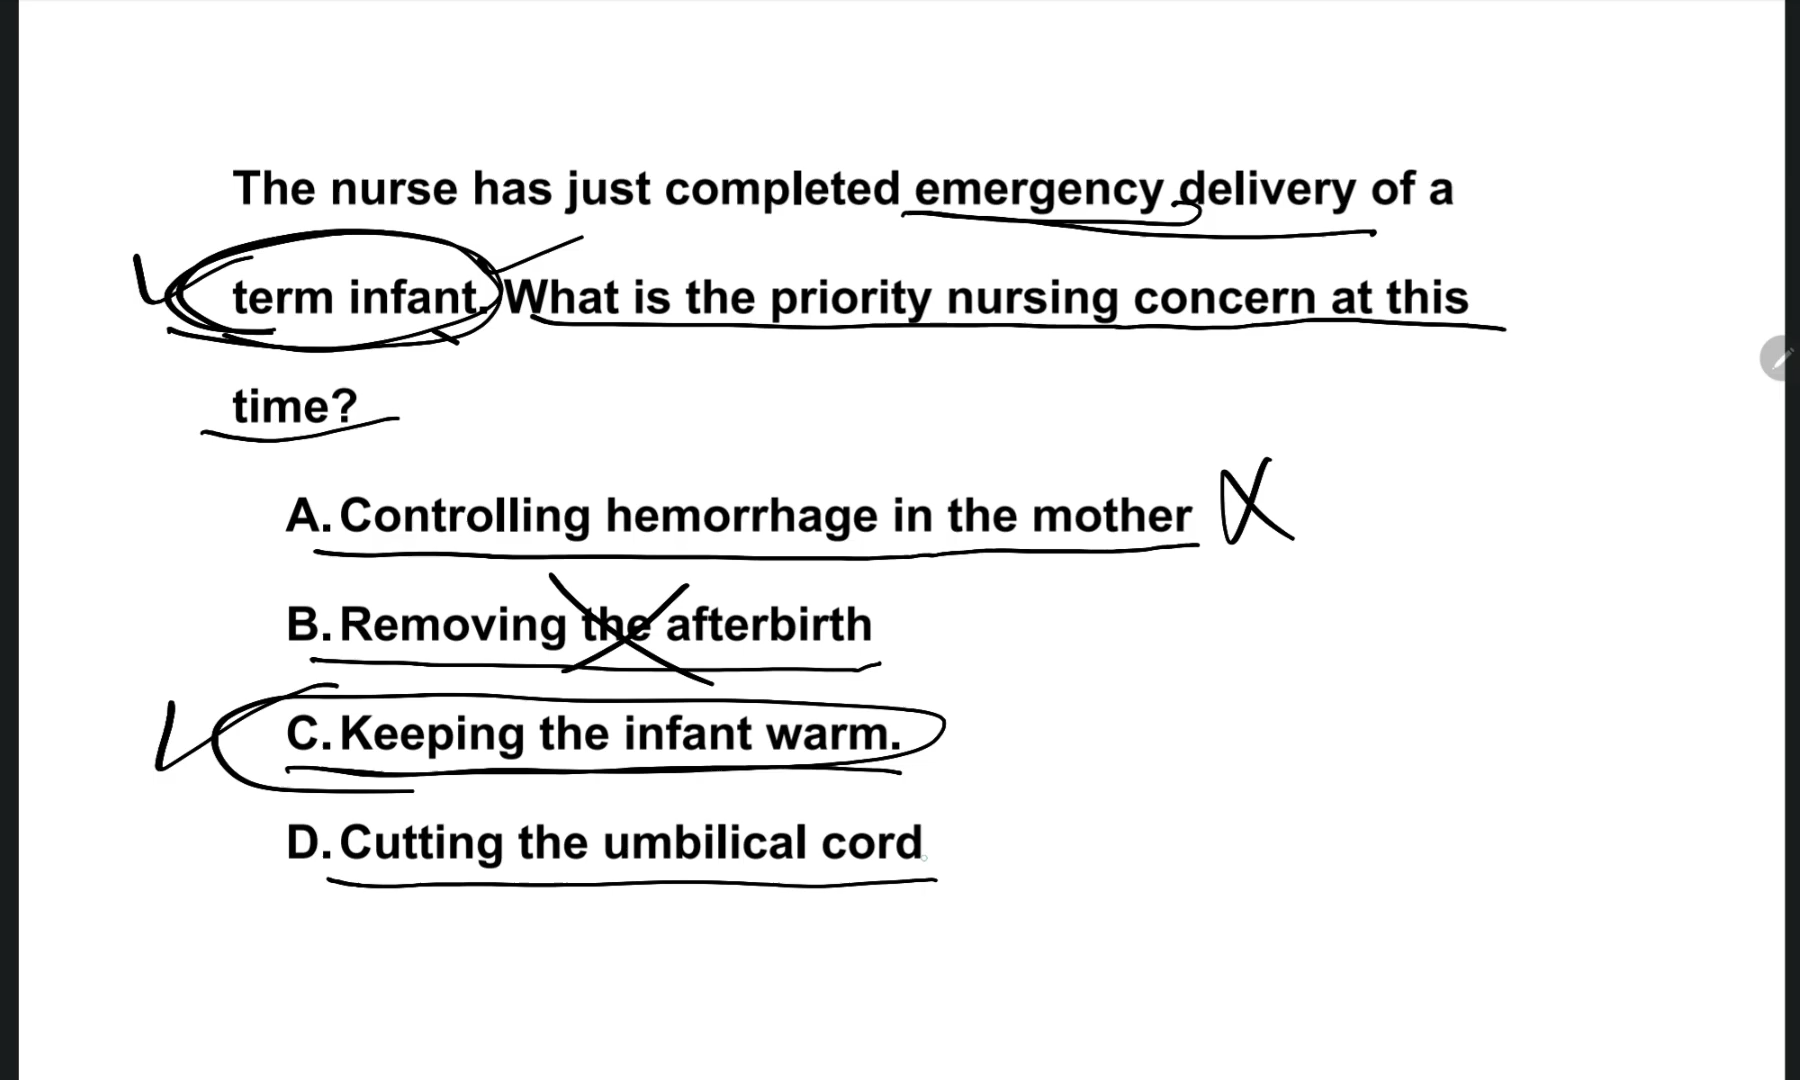 The nurse has just completed emergency delivery of a
term infant. What is the priority nursing concern at this
time?
A. Controlling hemorrhage in the mother
B. Removing the afterbirth
C. Keeping the infant warm.
D. Cutting the umbilical cord